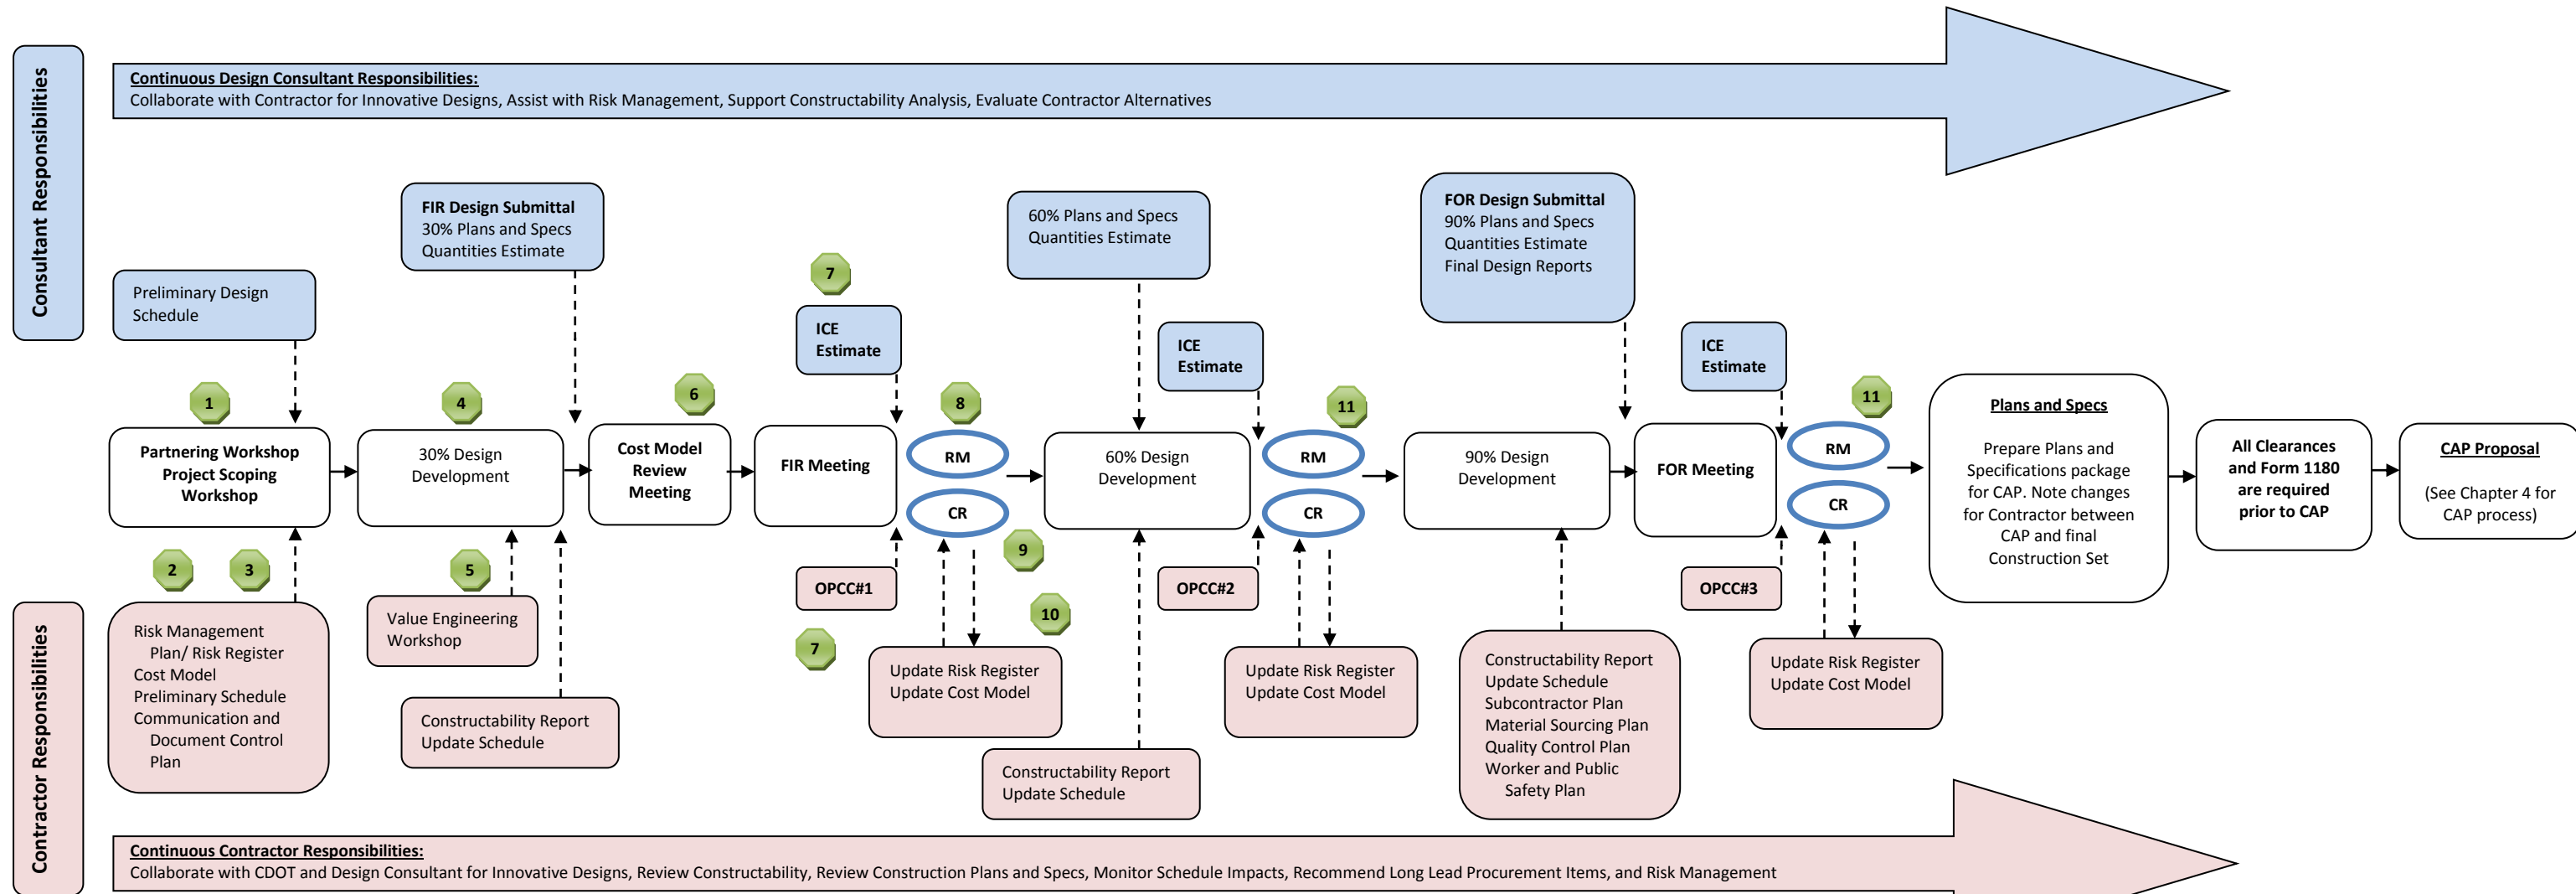 Consultant Responsibilities
Continuous Design Consultant Responsibilities:
Collaborate with Contractor for Innovative Designs, Assist with Risk Management, Support Constructability Analysis, Evaluate Contractor Alternatives
Preliminary Design
Schedule
FIR Design Submittal
30% Plans and Specs
Quantities Estimate
7
ICE
Estimate
60% Plans and Specs
Quantities Estimate
ICE
Estimate
FOR Design Submittal
90% Plans and Specs
Quantities Estimate
Final Design Reports
ICE
Estimate
1
4
6
8
11
11
Partnering Workshop
Project Scoping
Workshop
30% Design
Development
Cost Model
Review
Meeting
FIR Meeting
RM
CR
60% Design
Development
RM
CR
90% Design
Development
FOR Meeting
RM
CR
Plans and Specs
Prepare Plans and
Specifications package
for CAP. Note changes
for Contractor between
CAP and final
Construction Set
All Clearances
and Form 1180
are required
prior to CAP
CAP Proposal
(See Chapter 4 for
CAP process)
2
3
5
9
10
7
Contractor Responsibilities
Risk Management
Plan/ Risk Register
Cost Model
Preliminary Schedule
Communication and
Document Control
Plan
Value Engineering
Workshop
Constructability Report
Update Schedule
OPCC#1
Update Risk Register
Update Cost Model
Constructability Report
Update Schedule
OPCC#2
Update Risk Register
Update Cost Model
Constructability Report
Update Schedule
Subcontractor Plan
Material Sourcing Plan
Quality Control Plan
Worker and Public
Safety Plan
OPCC#3
Update Risk Register
Update Cost Model
Continuous Contractor Responsibilities:
Collaborate with CDOT and Design Consultant for Innovative Designs, Review Constructability, Review Construction Plans and Specs, Monitor Schedule Impacts, Recommend Long Lead Procurement Items, and Risk Management